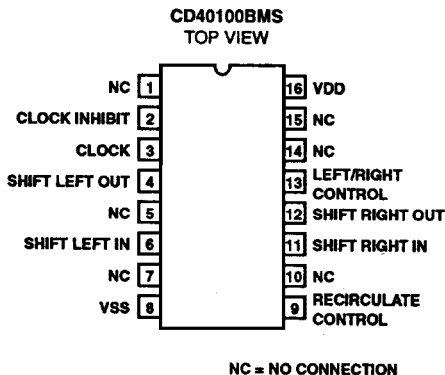 CD40100BMS
TOP VIEW
NC 1
CLOCK INHIBIT 2
CLOCK 3
SHIFT LEFT OUT 4
NC 5
SHIFT LEFT IN 6
NC 7
VSS 8
16 VDD
15 NC
14 NC
13 LEFT/RIGHT
CONTROL
12 SHIFT RIGHT OUT
11 SHIFT RIGHT IN
10 NC
9 RECIRCULATE
CONTROL
NC = NO CONNECTION